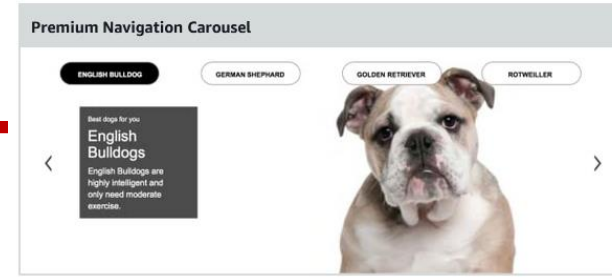 Premium Navigation Carousel
ENGLISH BULLDOG
GERMAN SHEPHARD
GOLDEN RETRIEVER
ROTWEILLER
Best dogs for you
English
Bulldogs
English Bulldogs are
highly intelligent and
only need moderate
exercise.